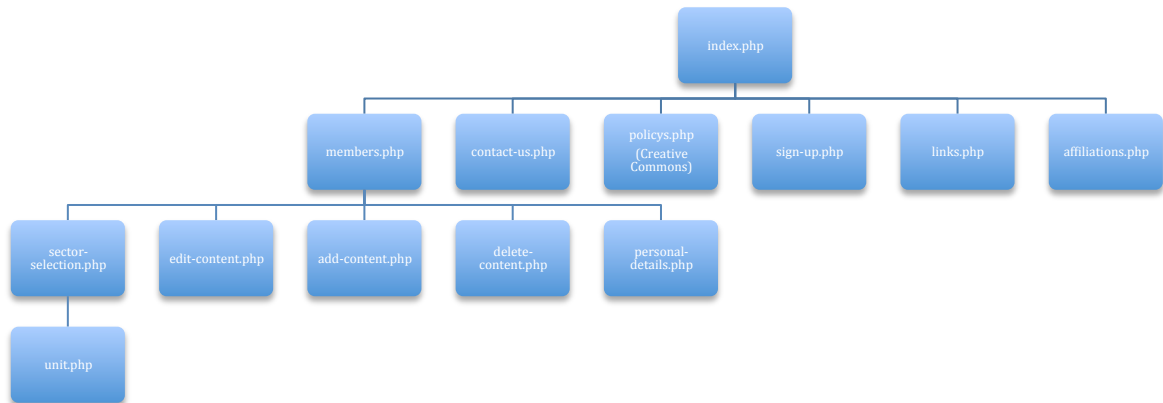 index.php
members.php
contact-us.php
policys.php
(Creative
Commons)
sign-up.php
links.php
affiliations.php
sector-
selection.php
edit-content.php
add-content.php
delete-
content.php
personal-
details.php
unit.php